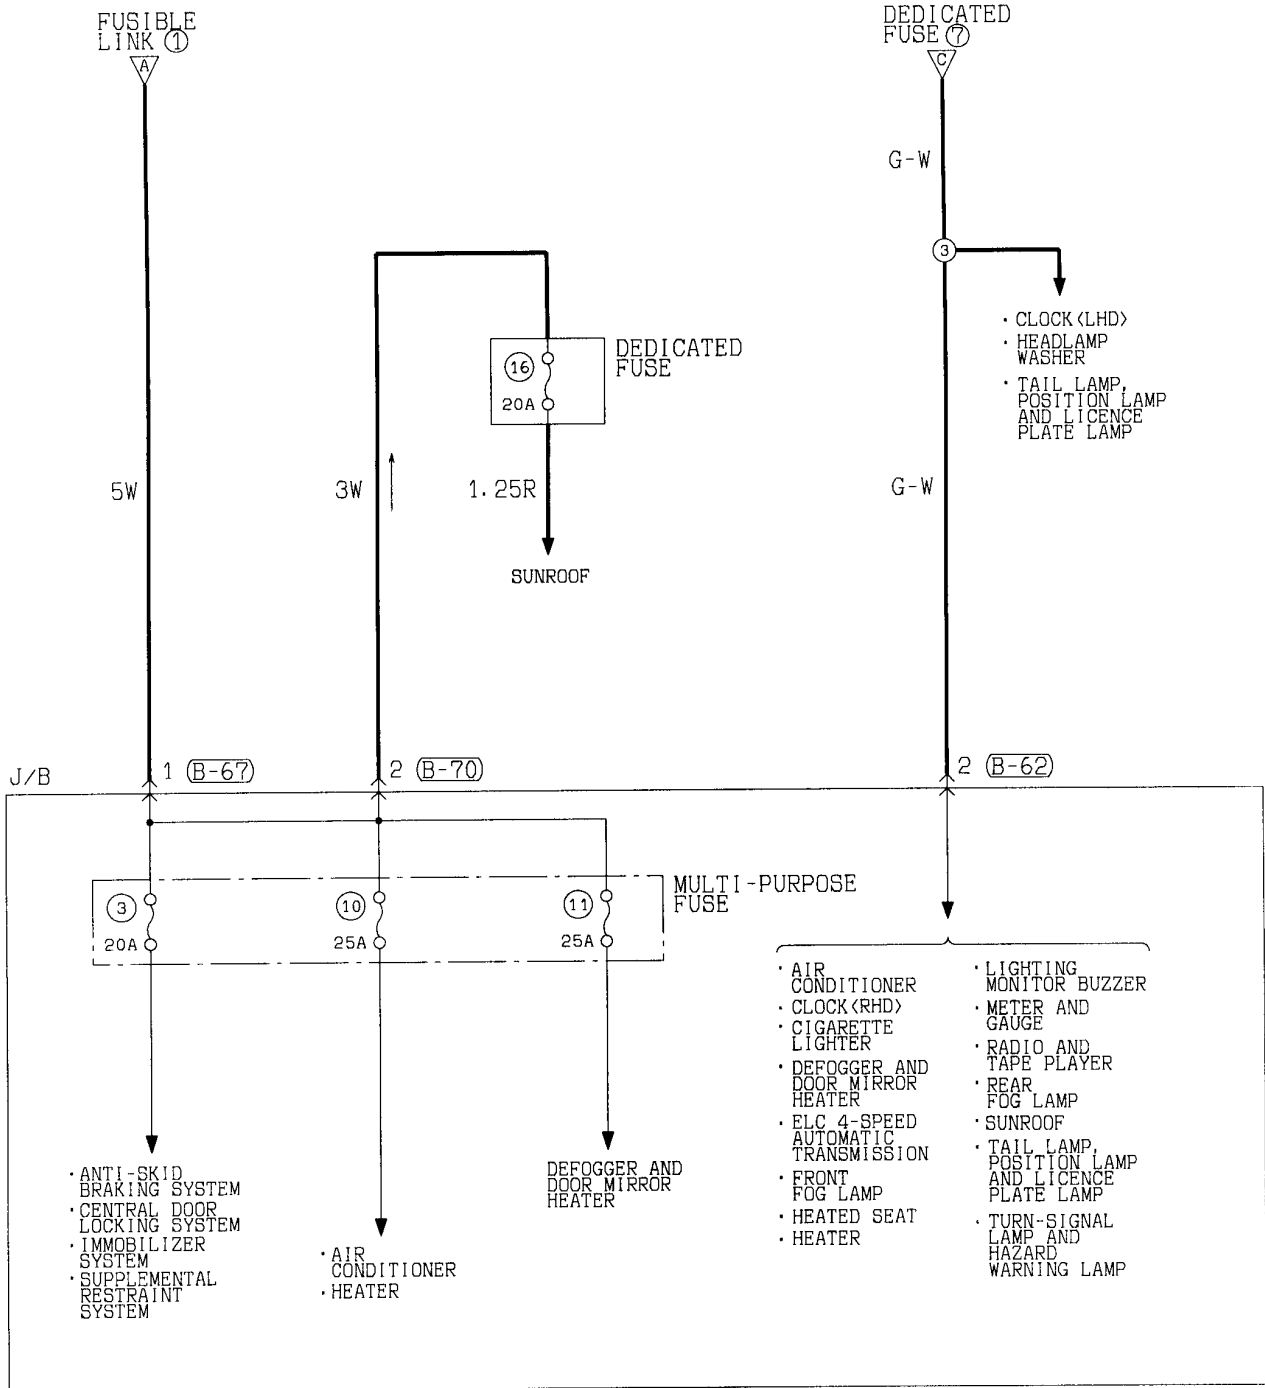 FUSIBLE
LINK ①
A
DEDICATED
FUSE ⑦
C
G-W
3
· CLOCK<LHD>
· HEADLAMP
WASHER
· TAIL LAMP,
POSITION LAMP
AND LICENCE
PLATE LAMP
DEDICATED
FUSE
16
20A
5W
3W
1.25R
G-W
SUNROOF
J/B
1 (B-67)
2 (B-70)
2 (B-62)
MULTI-PURPOSE
FUSE
3
20A
10
25A
11
25A
· AIR
CONDITIONER
· CLOCK<RHD>
· CIGARETTE
LIGHTER
· DEFOGGER AND
DOOR MIRROR
HEATER
· ELC 4-SPEED
AUTOMATIC
TRANSMISSION
· FRONT
FOG LAMP
· HEATED SEAT
· HEATER
· LIGHTING
MONITOR BUZZER
· METER AND
GAUGE
· RADIO AND
TAPE PLAYER
· REAR
FOG LAMP
· SUNROOF
· TAIL LAMP,
POSITION LAMP
AND LICENCE
PLATE LAMP
· TURN-SIGNAL
LAMP AND
HAZARD
WARNING LAMP
· ANTI-SKID
BRAKING SYSTEM
· CENTRAL DOOR
LOCKING SYSTEM
· IMMOBILIZER
SYSTEM
· SUPPLEMENTAL
RESTRAINT
SYSTEM
· AIR
CONDITIONER
· HEATER
DEFOGGER AND
DOOR MIRROR
HEATER